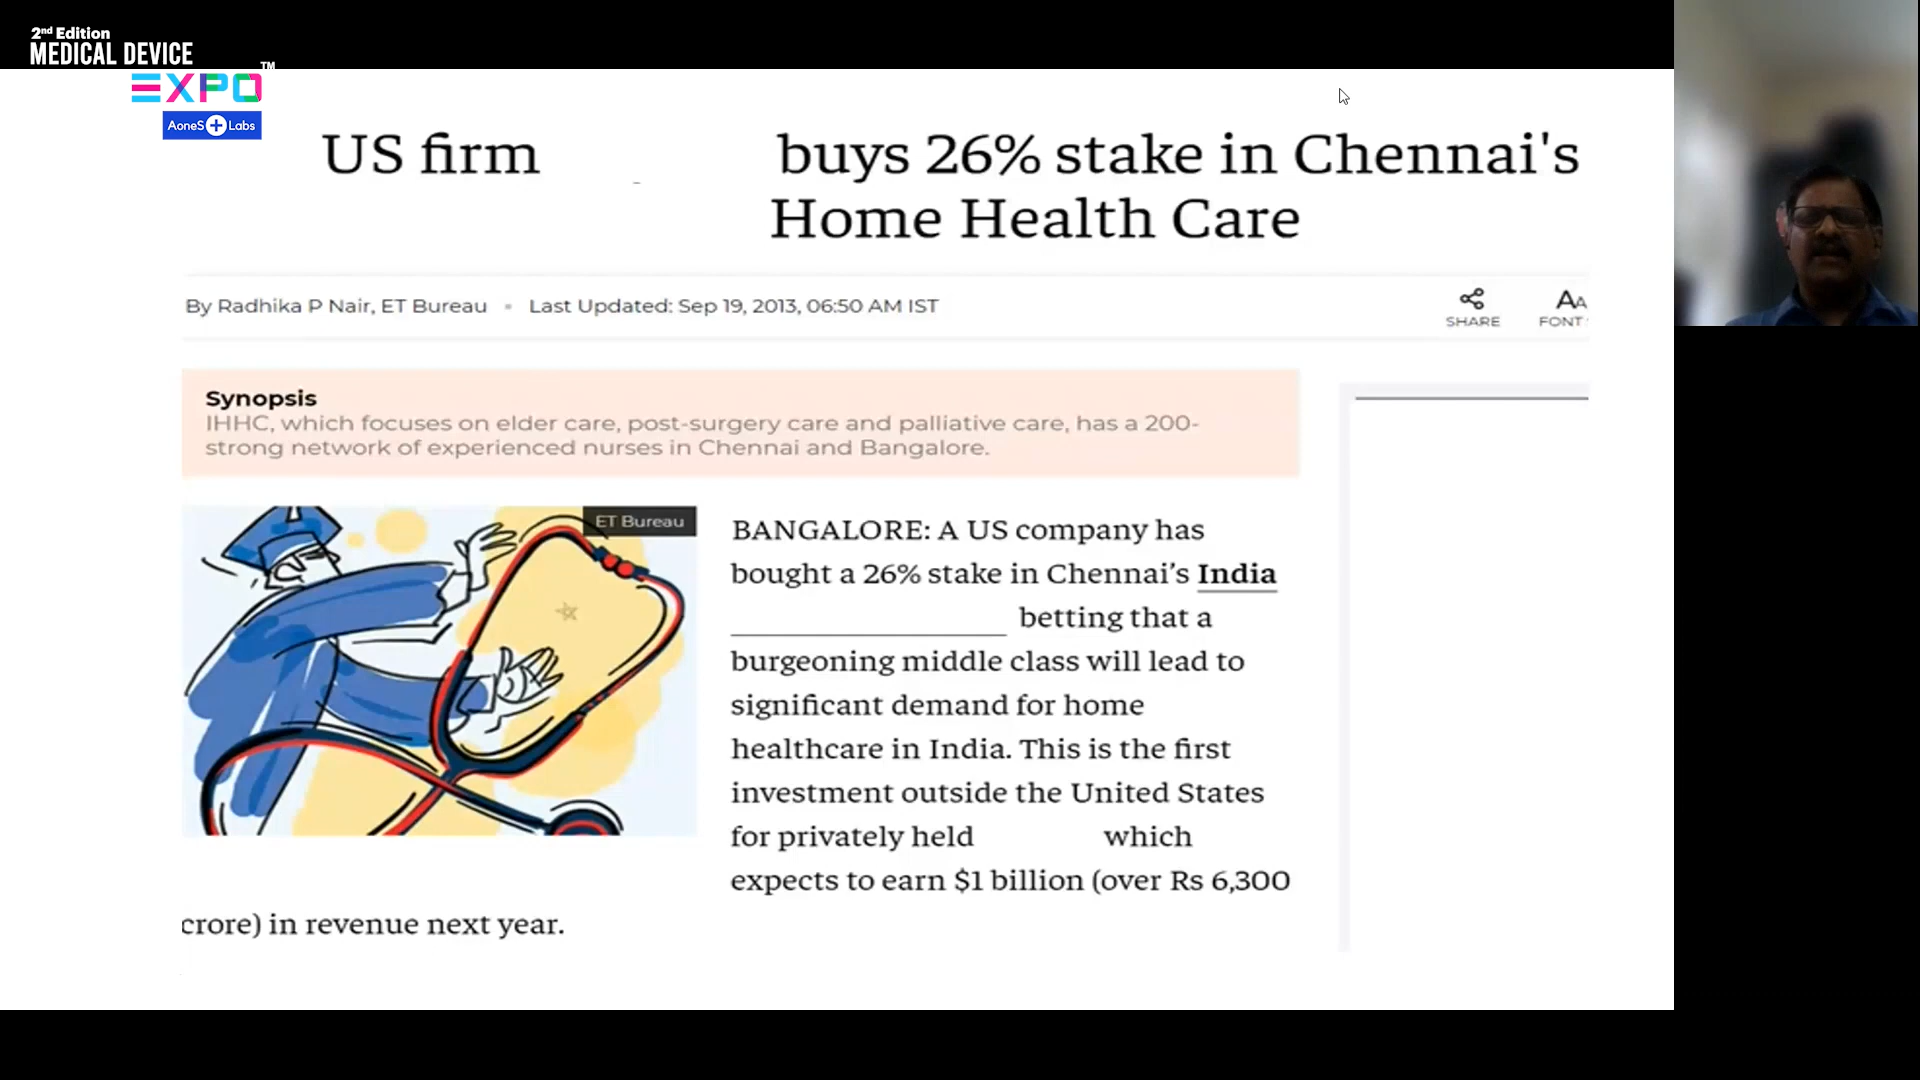 2nd Edition
MEDICAL DEVICE
EXPO TM
AoneS Labs
US firm buys 26% stake in Chennai's
Home Health Care
By Radhika P Nair, ET Bureau • Last Updated: Sep 19, 2013, 06:50 AM IST
SHARE
AA
FONT
Synopsis
IHHC, which focuses on elder care, post-surgery care and palliative care, has a 200-
strong network of experienced nurses in Chennai and Bangalore.
ET Bureau
BANGALORE: A US company has
bought a 26% stake in Chennai’s India
betting that a
burgeoning middle class will lead to
significant demand for home
healthcare in India. This is the first
investment outside the United States
for privately held which
expects to earn $1 billion (over Rs 6,300
crore) in revenue next year.